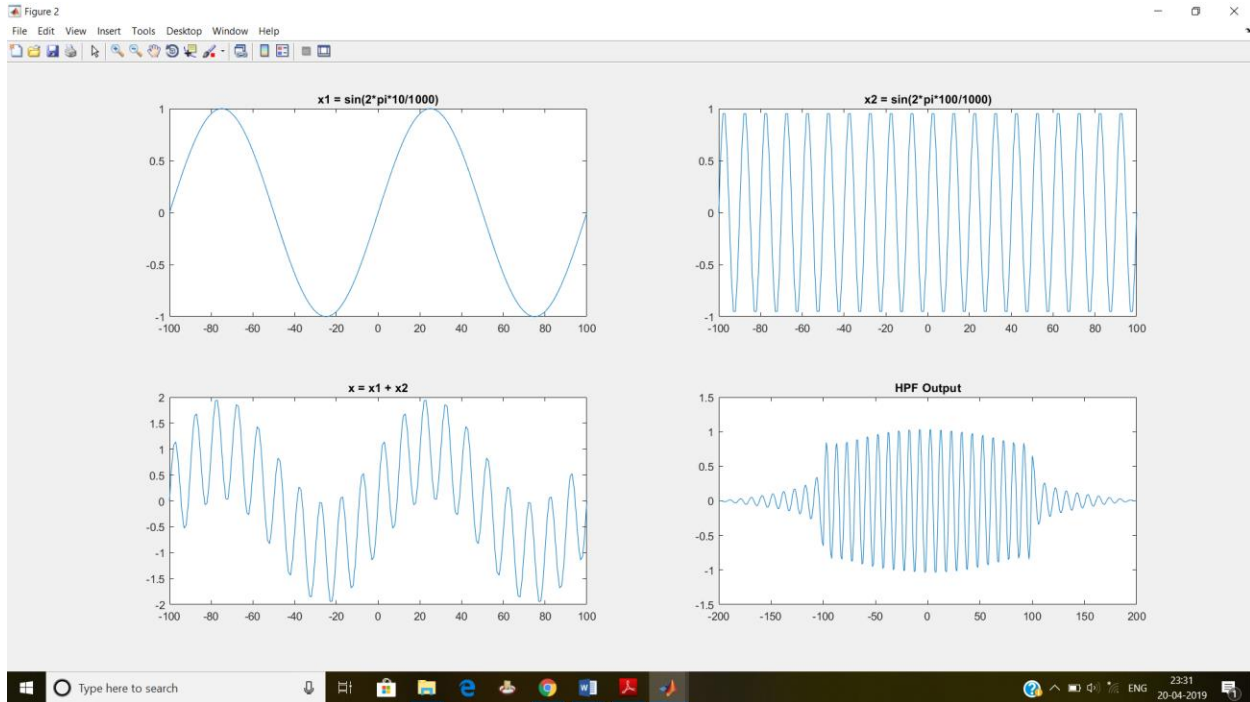 Figure 2
File Edit View Insert Tools Desktop Window Help
x1 = sin(2*pi*10/1000)
1
0.5
0
-0.5
-1
-100 -80 -60 -40 -20 0 20 40 60 80 100
x2 = sin(2*pi*100/1000)
1
0.5
0
-0.5
-1
-100 -80 -60 -40 -20 0 20 40 60 80 100
x = x1 + x2
2
1.5
1
0.5
0
-0.5
-1
-1.5
-2
-100 -80 -60 -40 -20 0 20 40 60 80 100
HPF Output
1.5
1
0.5
0
-0.5
-1
-1.5
-200 -150 -100 -50 0 50 100 150 200
Type here to search
ENG
23:31
20-04-2019